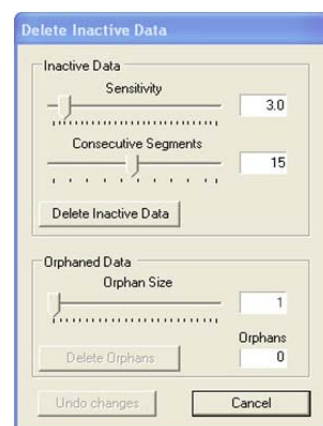 Delete Inactive Data
Inactive Data
Sensitivity
3.0
Consecutive Segments
15
Delete Inactive Data
Orphaned Data
Orphan Size
1
Orphans
Delete Orphans
0
Undo changes
Cancel